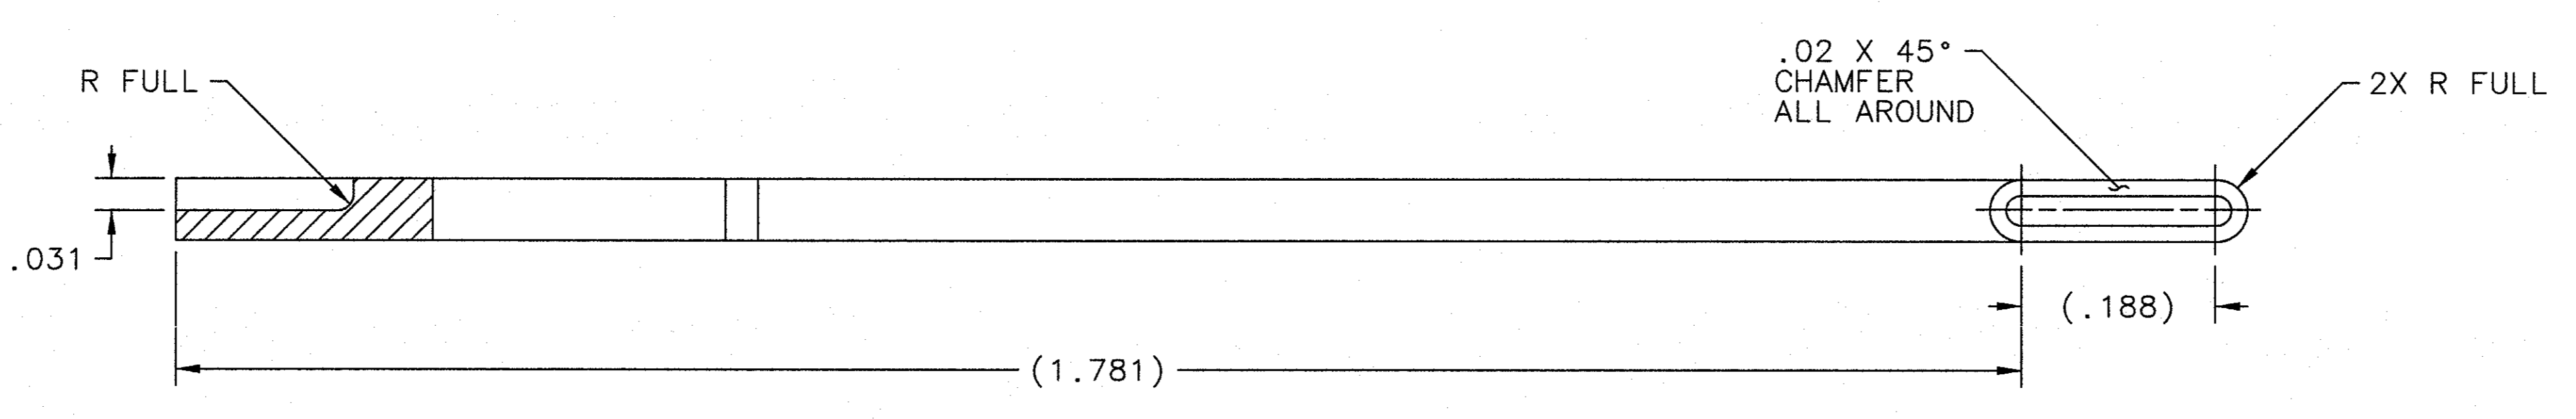 .02 X 45°
CHAMFER
ALL AROUND
R FULL
2X R FULL
.031
(.188)
(1.781)